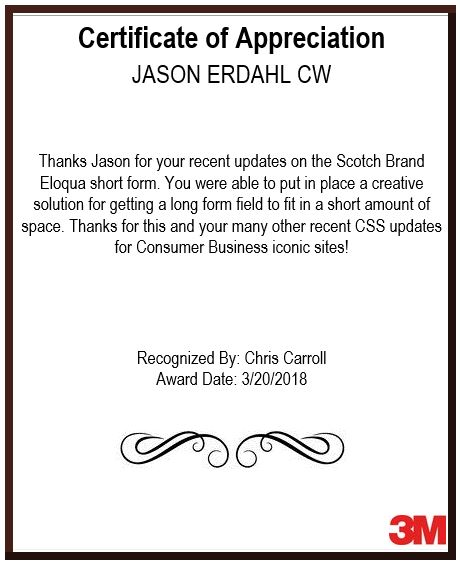 Certificate of Appreciation
JASON ERDAHL CW
Thanks Jason for your recent updates on the Scotch Brand
Eloqua short form. You were able to put in place a creative
solution for getting a long form field to fit in a short amount of
space. Thanks for this and your many other recent CSS updates
for Consumer Business iconic sites!
Recognized By: Chris Carroll
Award Date: 3/20/2018
3M